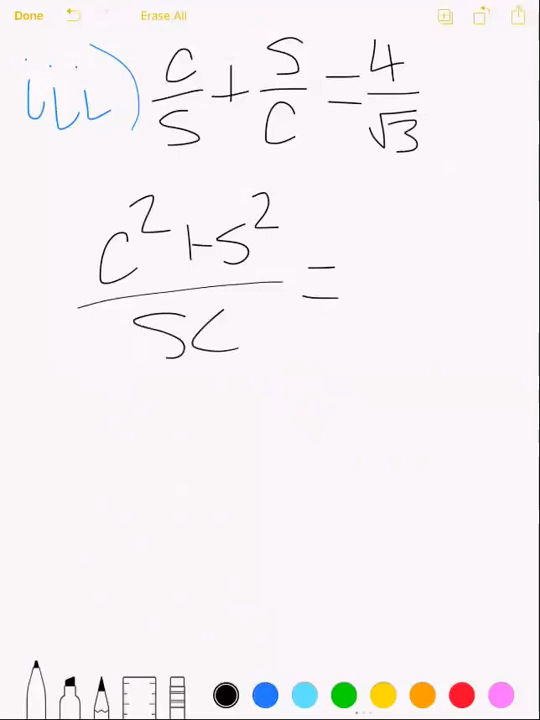 Done Erase All
iii) c/s + s/c = 4/√3
c² + s² / sc =